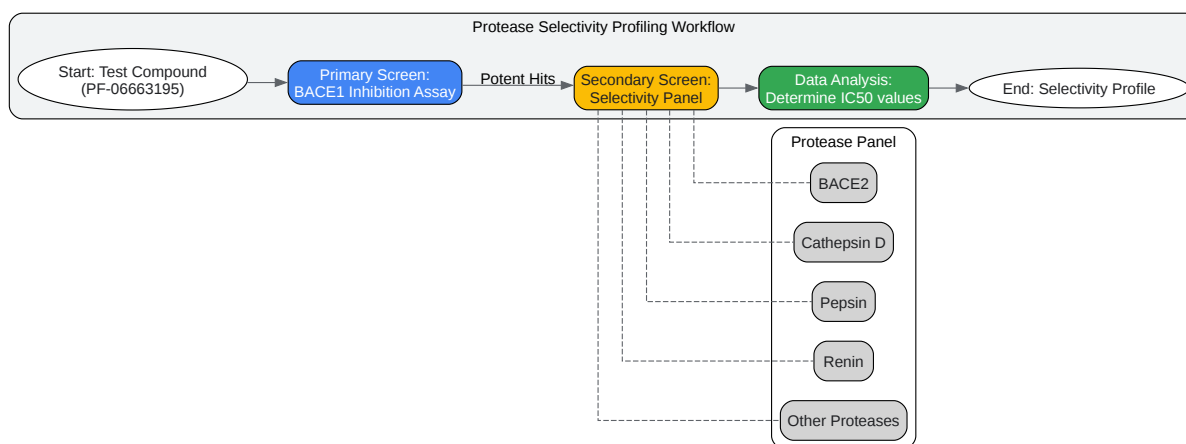 Protease Selectivity Profiling Workflow
Start: Test Compound
(PF-06663195)
Primary Screen:
BACE1 Inhibition Assay
Potent Hits
Secondary Screen:
Selectivity Panel
Data Analysis:
Determine IC50 values
End: Selectivity Profile
Protease Panel
BACE2
Cathepsin D
Pepsin
Renin
Other Proteases